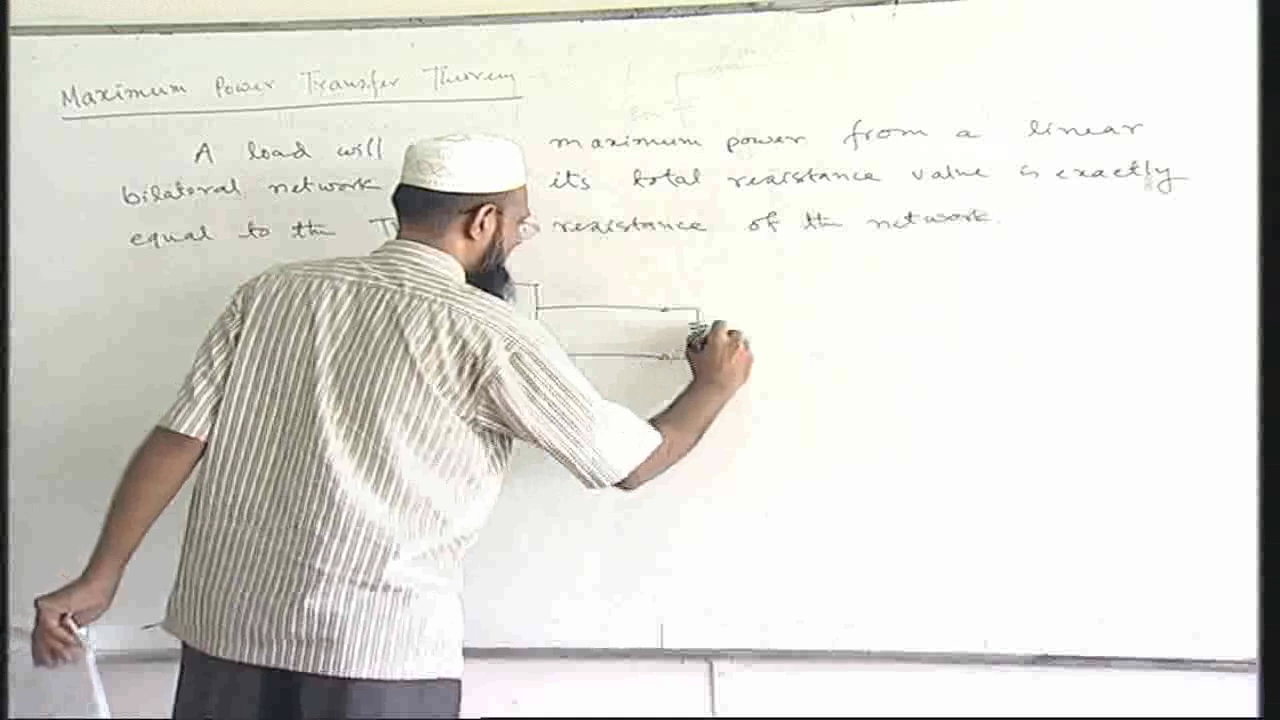 Maximum Power Transfer Theorem
A load will maximum power from a linear
bilateral network its total resistance value is exactly
equal to the resistance of the network.